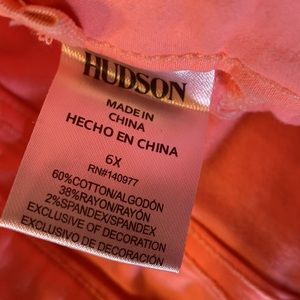 HUDSON
MADE IN
CHINA
HECHO EN CHINA
6X
RN#140977
60%COTTON/ALGODÓN
38%RAYON/RAYÓN
2%SPANDEX/SPANDEX
EXCLUSIVE OF DECORATION
EXCLUSIVA DE DECORACIÓN